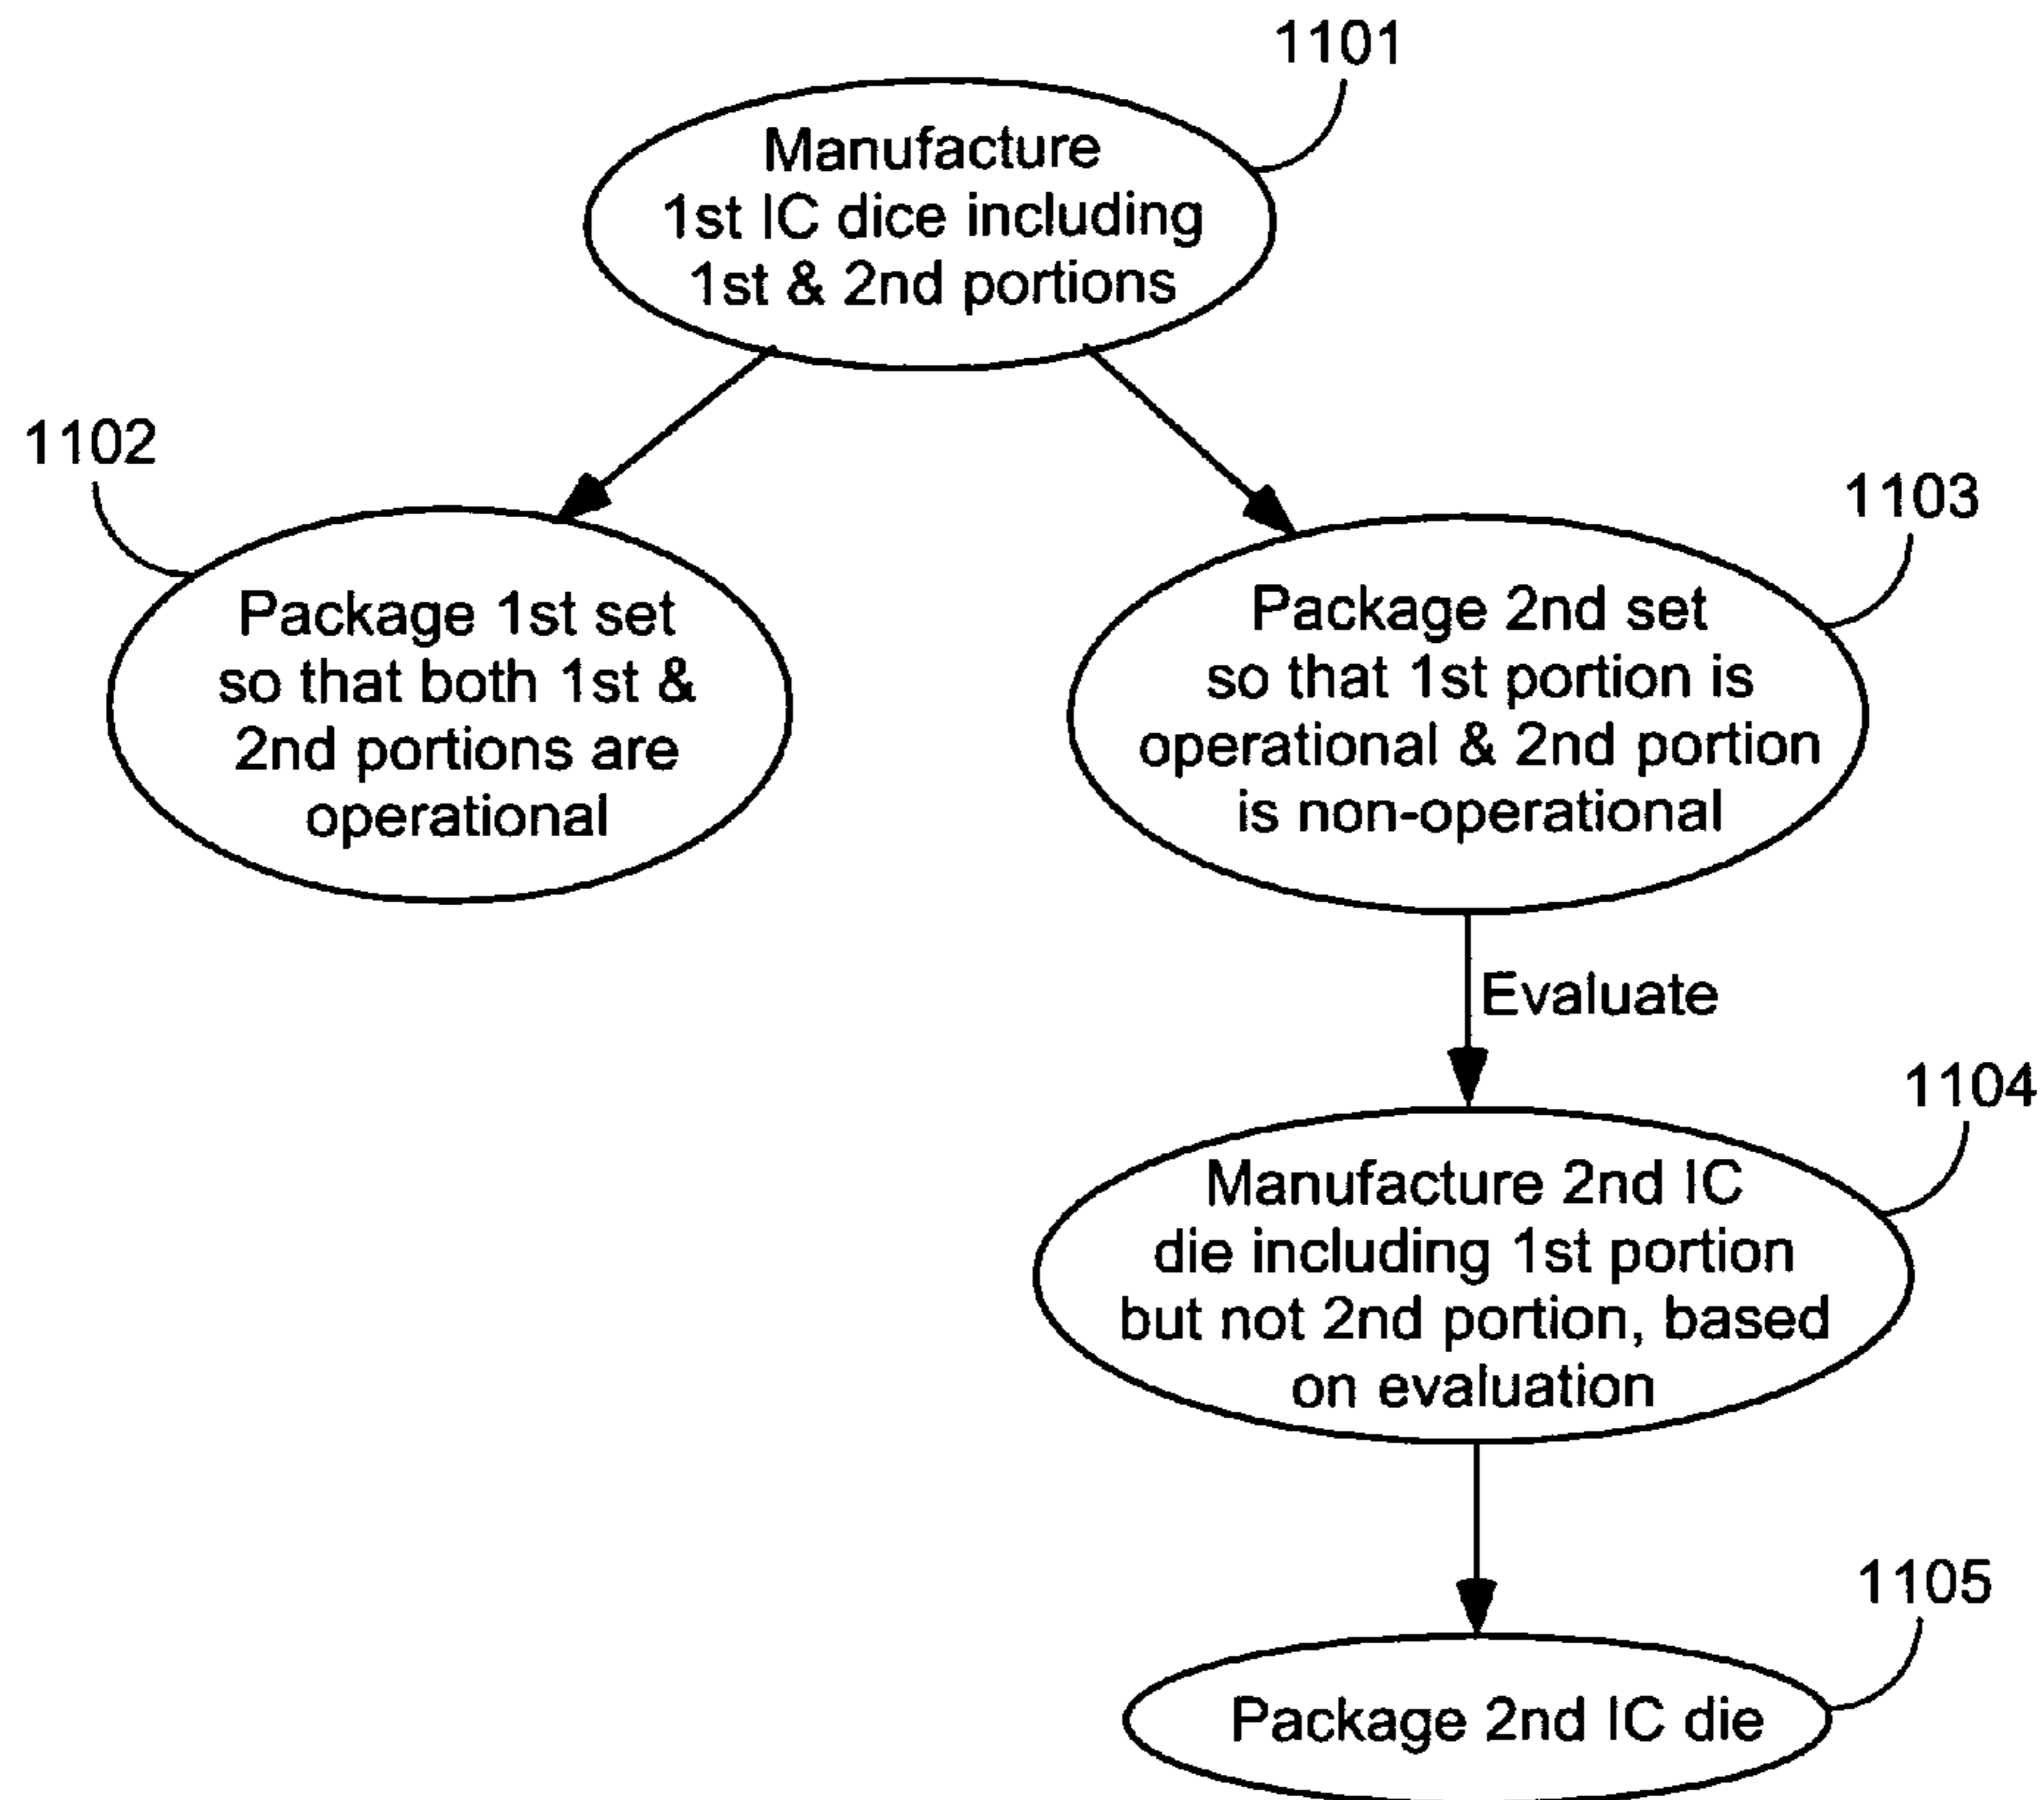 1101
Manufacture
1st IC dice including
1st & 2nd portions
1102
Package 1st set
so that both 1st &
2nd portions are
operational
1103
Package 2nd set
so that 1st portion is
operational & 2nd portion
is non-operational
Evaluate
1104
Manufacture 2nd IC
die including 1st portion
but not 2nd portion, based
on evaluation
1105
Package 2nd IC die